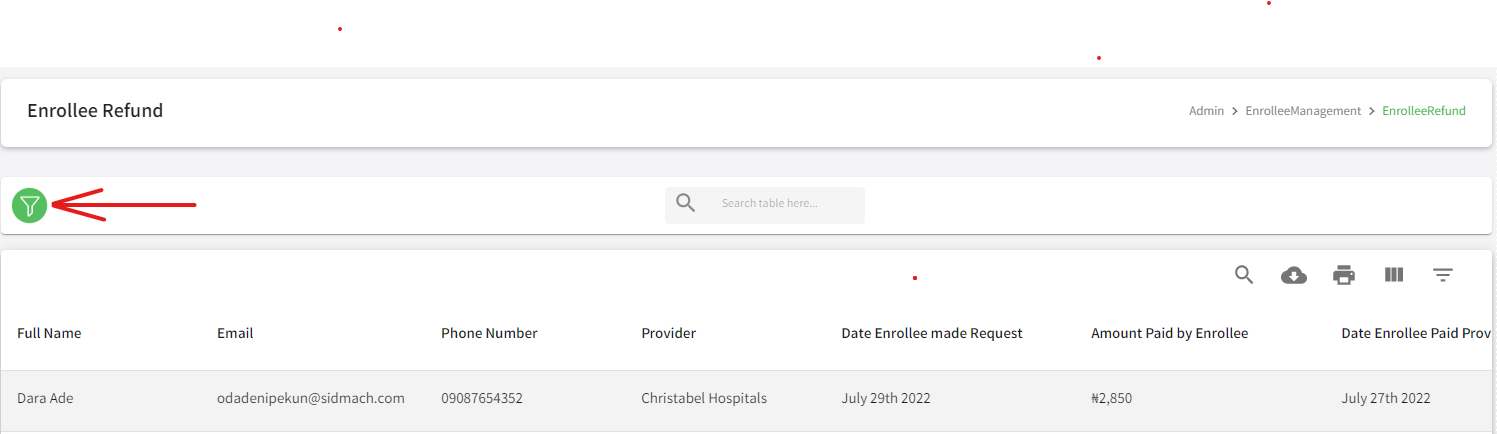 Enrollee Refund
Admin > EnrolleeManagement > EnrolleeRefund
Search table here...
Full Name Email Phone Number Provider Date Enrollee made Request Amount Paid by Enrollee Date Enrollee Paid Prov
Dara Ade odadenipekun@sidmach.com 09087654352 Christabel Hospitals July 29th 2022 ₦2,850 July 27th 2022